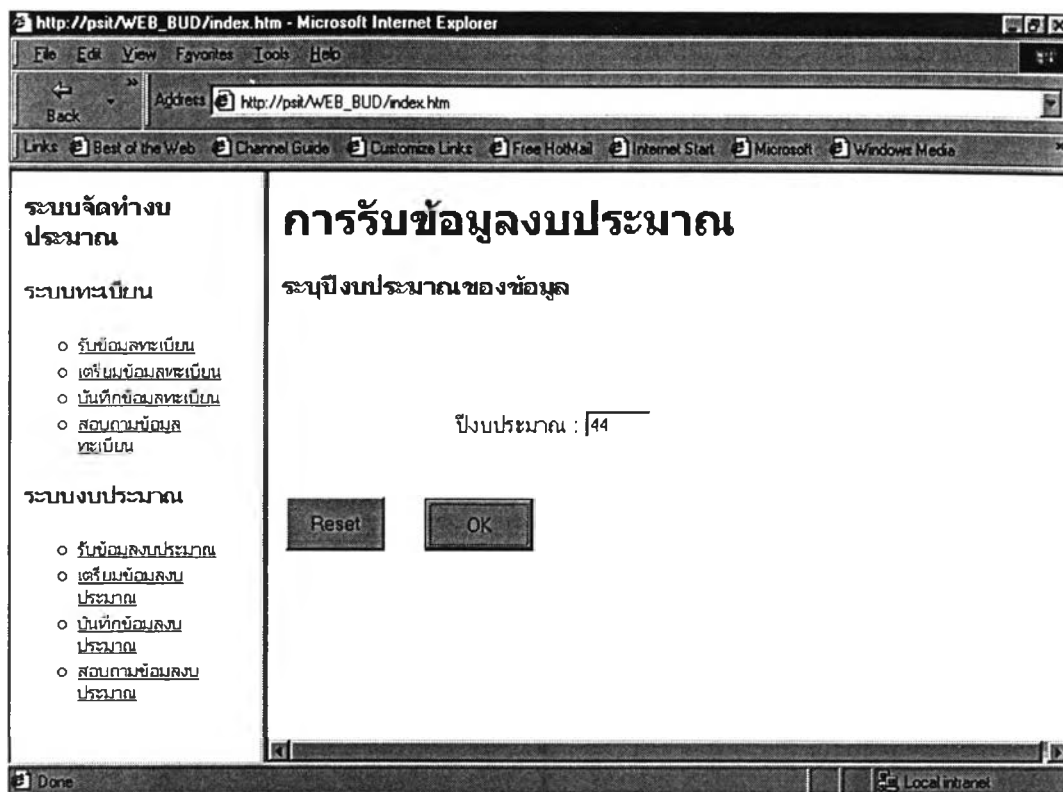 http://psit/WEB_BUD/index.htm - Microsoft Internet Explorer
File Edit View Favorites Tools Help
Back
Address http://psit/WEB_BUD/index.htm
Links Best of the Web Channel Guide Customize Links Free HotMail Internet Start Microsoft Windows Media
ระบบจัดทำงบ
ประมาณ
ระบบทะเบียน
รับข้อมูลทะเบียน
เตรียมข้อมูลทะเบียน
บันทึกข้อมูลทะเบียน
สอบถามข้อมูล
ทะเบียน
ระบบงบประมาณ
รับข้อมูลงบประมาณ
เตรียมข้อมูลงบ
ประมาณ
บันทึกข้อมูลงบ
ประมาณ
สอบถามข้อมูลงบ
ประมาณ
การรับข้อมูลงบประมาณ
ระบุปีงบประมาณของข้อมูล
ปีงบประมาณ : 44
Reset OK
Done Local intranet